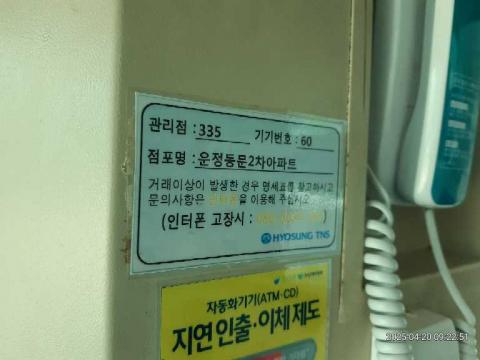 관리점 : 335 기기번호 : 60
점포명 : 운정동문2차아파트
거래이상이 발생한 경우 명세표를 참고하시고
문의사항은 인터폰을 이용해 주십시오
(인터폰 고장시 :
HYOSUNG TNS
자동화기기(ATM·CD)
지연인출·이체 제도
2025-04-20 09:22:51